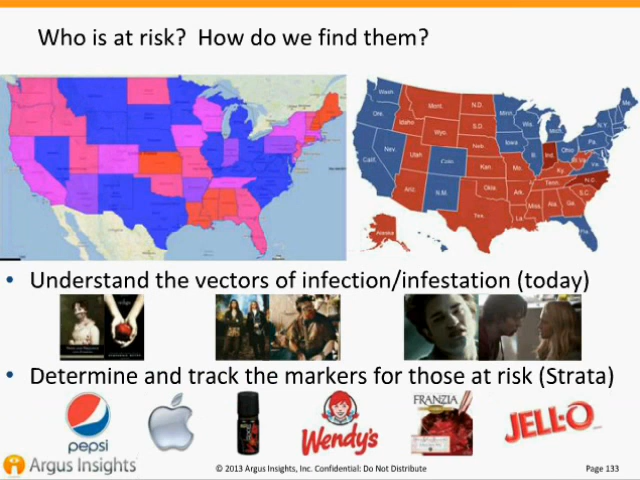 Who is at risk? How do we find them?
Wash.
Ore.
Calif.
Nev.
Idaho
Mont.
Wyo.
Utah
Ariz.
Colo.
N.M.
N.D.
S.D.
Neb.
Kan.
Okla.
Tex.
Minn.
Iowa
Mo.
Ark.
La.
Wis.
Ill.
Mich.
Ind.
Ohio
Ky.
Tenn.
Miss.
Ala.
Ga.
Fla.
S.C.
N.C.
Va.
W.Va.
Pa.
N.Y.
Me.
Alaska
• Understand the vectors of infection/infestation (today)
• Determine and track the markers for those at risk (Strata)
pepsi
Wendy's
FRANZIA
JELL-O
Argus Insights
© 2013 Argus Insights, Inc. Confidential: Do Not Distribute
Page 133